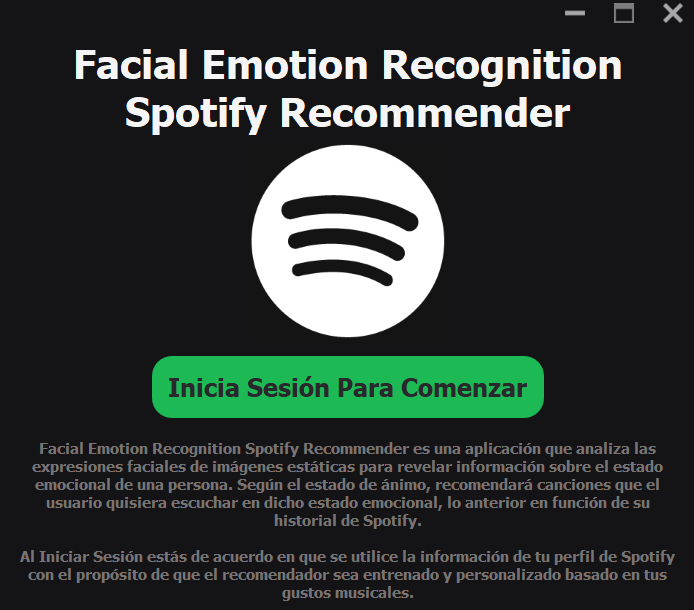 Facial Emotion Recognition
Spotify Recommender
Inicia Sesión Para Comenzar
Facial Emotion Recognition Spotify Recommender es una aplicación que analiza las
expresiones faciales de imágenes estáticas para revelar información sobre el estado
emocional de una persona. Según el estado de ánimo, recomendará canciones que el
usuario quisiera escuchar en dicho estado emocional, lo anterior en función de su
historial de Spotify.
Al Iniciar Sesión estás de acuerdo en que se utilice la información de tu perfil de Spotify
con el propósito de que el recomendador sea entrenado y personalizado basado en tus
gustos musicales.